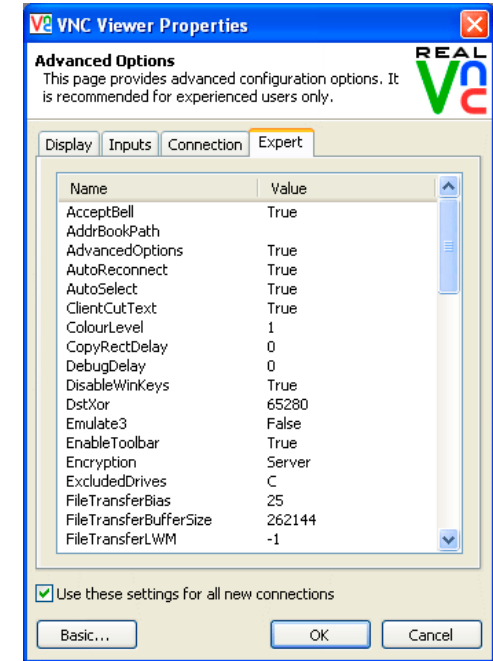 VNC Viewer Properties
Advanced Options
This page provides advanced configuration options. It
is recommended for experienced users only.
REAL
VNC
Display Inputs Connection Expert
Name Value
AcceptBell True
AddrBookPath
AdvancedOptions True
AutoReconnect True
AutoSelect True
ClientCutText True
ColourLevel 1
CopyRectDelay 0
DebugDelay 0
DisableWinKeys True
DstXor 65280
Emulate3 False
EnableToolbar True
Encryption Server
ExcludedDrives C
FileTransferBias 25
FileTransferBufferSize 262144
FileTransferLWM -1
Use these settings for all new connections
Basic... OK Cancel